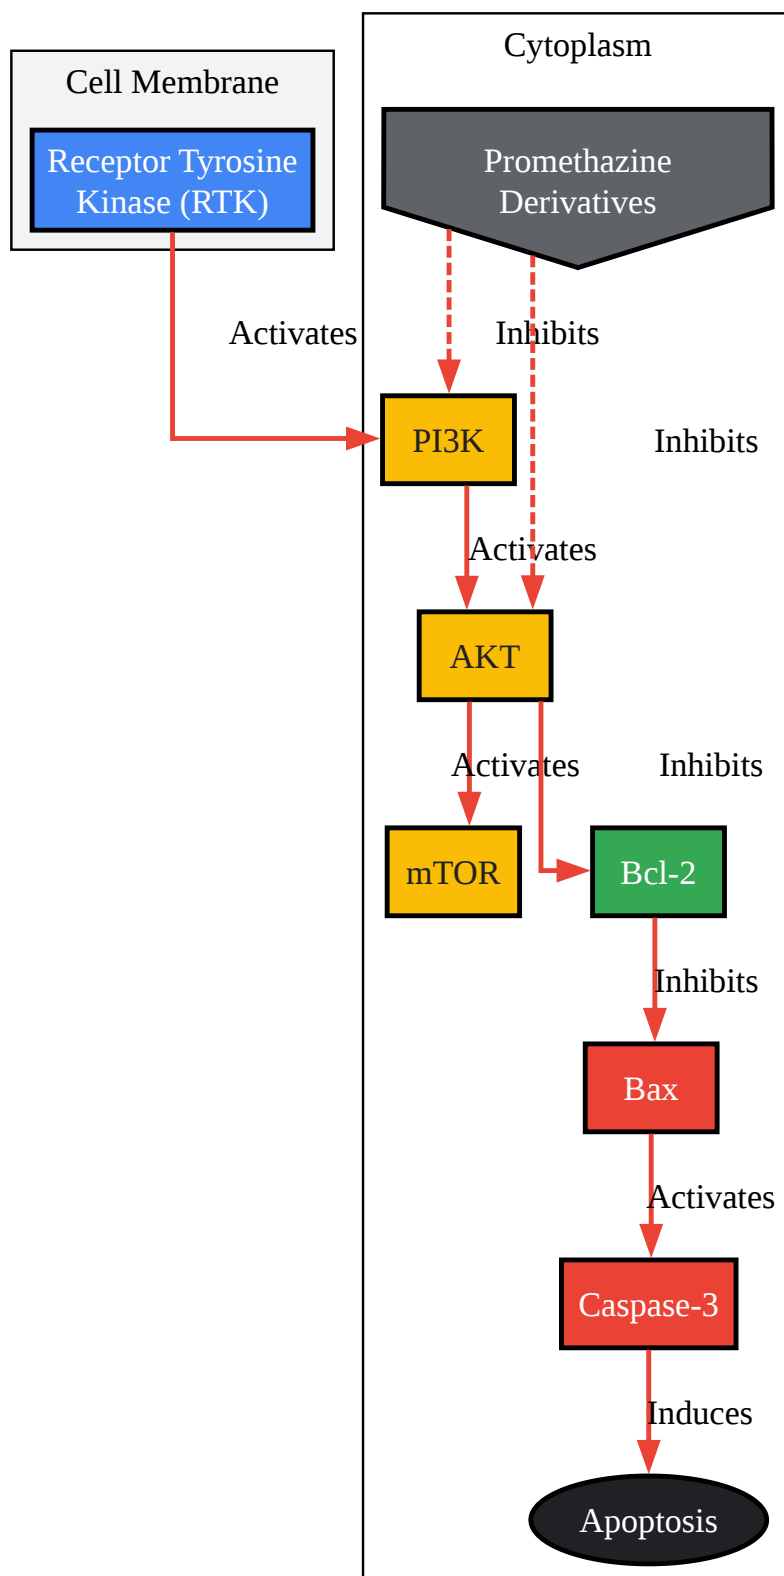 Cytoplasm
Cell Membrane
Receptor Tyrosine
Kinase (RTK)
Promethazine
Derivatives
Activates
Inhibits
PI3K
Inhibits
Activates
AKT
Activates
Inhibits
mTOR
Bcl-2
Inhibits
Bax
Activates
Caspase-3
Induces
Apoptosis